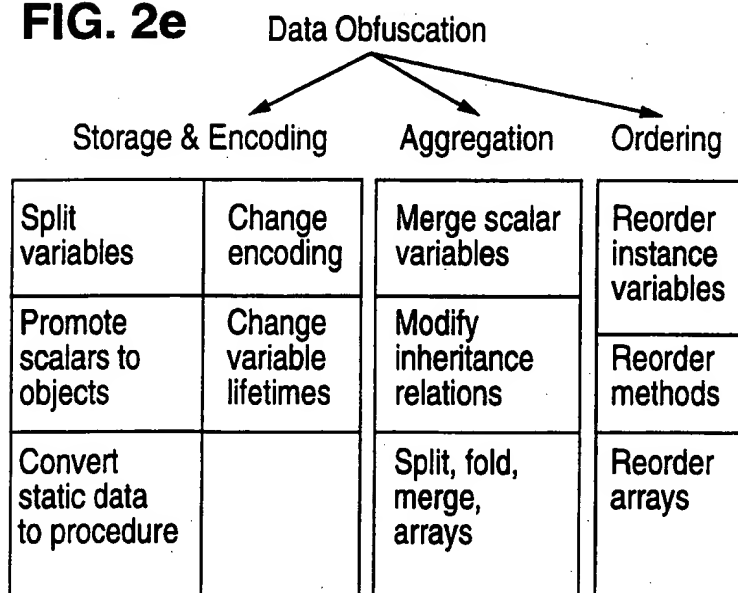 FIG. 2e
Data Obfuscation
Storage & Encoding
Aggregation
Ordering
Split
variables
Change
encoding
Merge scalar
variables
Reorder
instance
variables
Promote
scalars to
objects
Change
variable
lifetimes
Modify
inheritance
relations
Reorder
methods
Convert
static data
to procedure
Split, fold,
merge,
arrays
Reorder
arrays